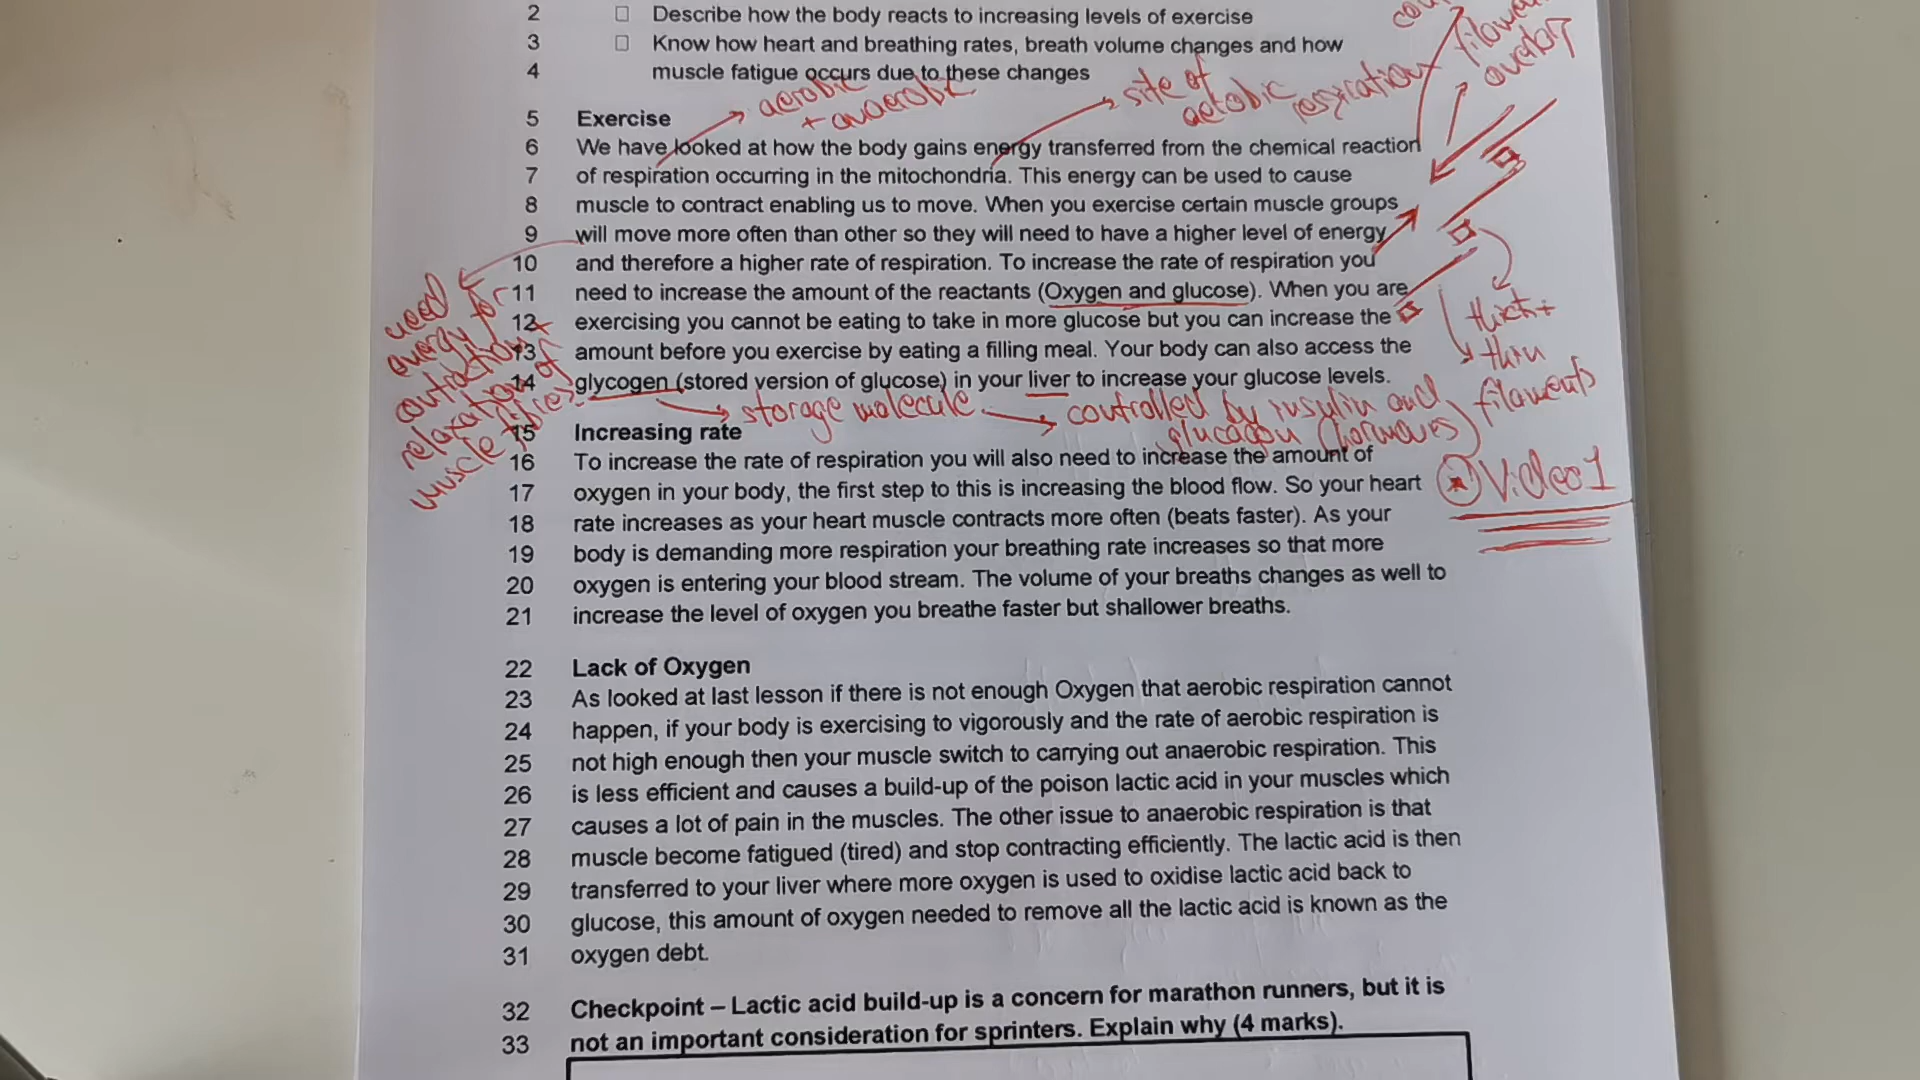 2 □ Describe how the body reacts to increasing levels of exercise
3 □ Know how heart and breathing rates, breath volume changes and how
4 muscle fatigue occurs due to these changes
aerobic
+ anaerobic
site of
aerobic respiration
overlap
5 Exercise
6 We have looked at how the body gains energy transferred from the chemical reaction
7 of respiration occurring in the mitochondria. This energy can be used to cause
8 muscle to contract enabling us to move. When you exercise certain muscle groups
9 will move more often than other so they will need to have a higher level of energy
10 and therefore a higher rate of respiration. To increase the rate of respiration you
11 need to increase the amount of the reactants (Oxygen and glucose). When you are
12 exercising you cannot be eating to take in more glucose but you can increase the
13 amount before you exercise by eating a filling meal. Your body can also access the
14 glycogen (stored version of glucose) in your liver to increase your glucose levels.
need
energy for
contraction
relaxation of
muscle fibres
thick +
thin
filaments
storage molecule
controlled by insulin and
glucagon (hormones)
15 Increasing rate
16 To increase the rate of respiration you will also need to increase the amount of
17 oxygen in your body, the first step to this is increasing the blood flow. So your heart
18 rate increases as your heart muscle contracts more often (beats faster). As your
19 body is demanding more respiration your breathing rate increases so that more
20 oxygen is entering your blood stream. The volume of your breaths changes as well to
21 increase the level of oxygen you breathe faster but shallower breaths.
Video 1
22 Lack of Oxygen
23 As looked at last lesson if there is not enough Oxygen that aerobic respiration cannot
24 happen, if your body is exercising to vigorously and the rate of aerobic respiration is
25 not high enough then your muscle switch to carrying out anaerobic respiration. This
26 is less efficient and causes a build-up of the poison lactic acid in your muscles which
27 causes a lot of pain in the muscles. The other issue to anaerobic respiration is that
28 muscle become fatigued (tired) and stop contracting efficiently. The lactic acid is then
29 transferred to your liver where more oxygen is used to oxidise lactic acid back to
30 glucose, this amount of oxygen needed to remove all the lactic acid is known as the
31 oxygen debt.
32 Checkpoint – Lactic acid build-up is a concern for marathon runners, but it is
33 not an important consideration for sprinters. Explain why (4 marks).